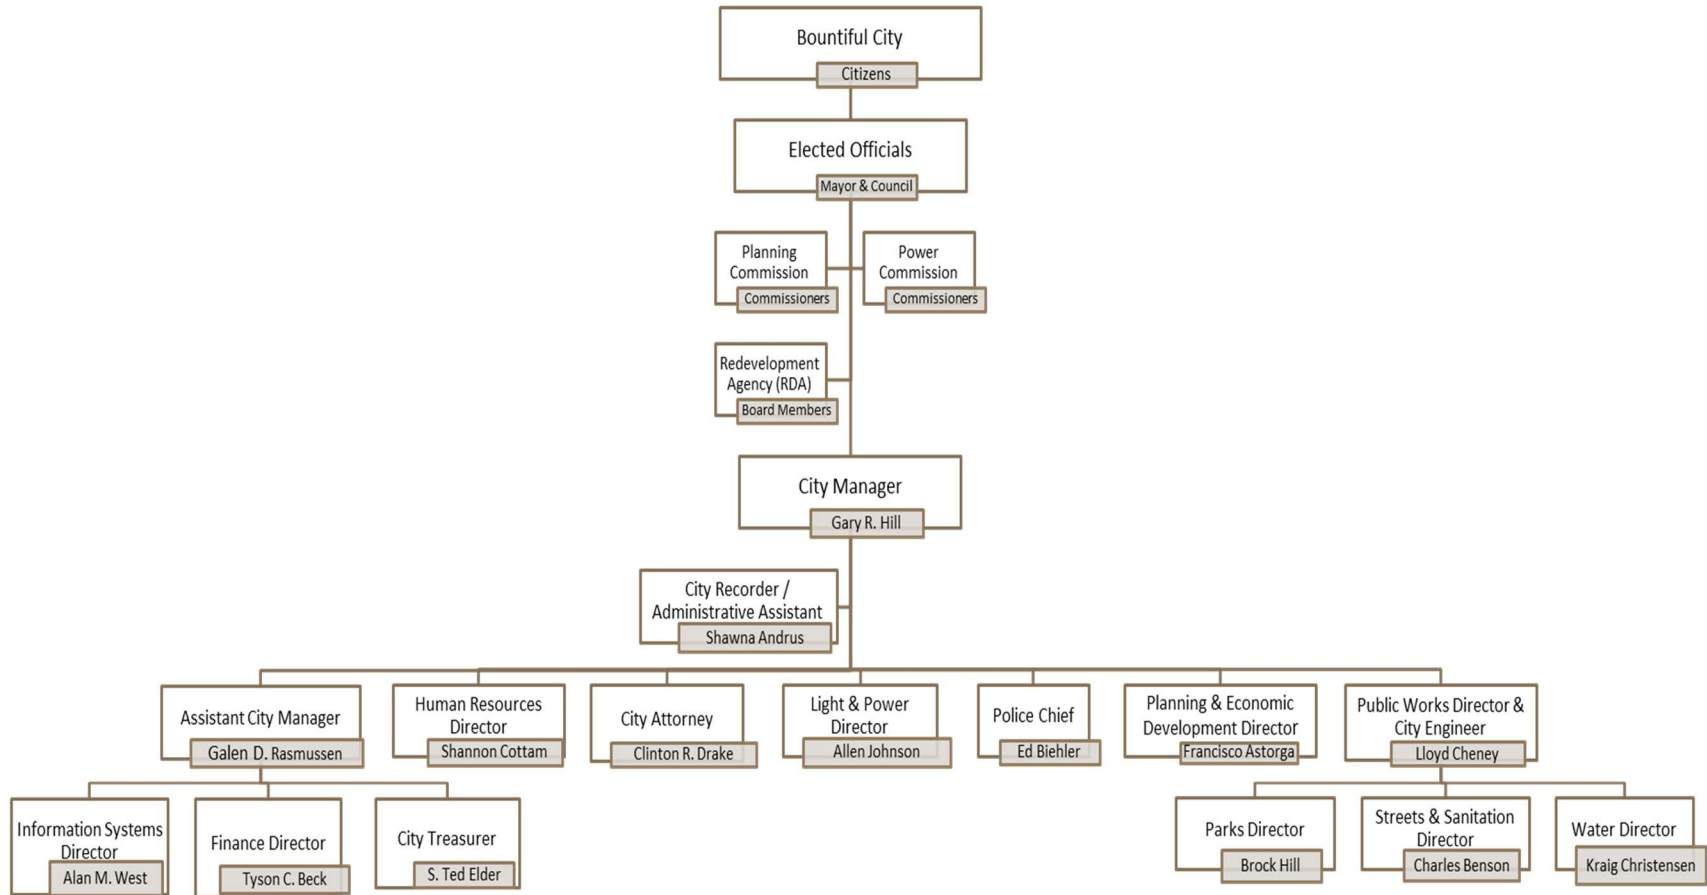 Bountiful City
Citizens
Elected Officials
Mayor & Council
Planning
Commission
Commissioners
Power
Commission
Commissioners
Redevelopment
Agency (RDA)
Board Members
City Manager
Gary R. Hill
City Recorder /
Administrative Assistant
Shawna Andrus
Assistant City Manager
Galen D. Rasmussen
Human Resources
Director
Shannon Cottam
City Attorney
Clinton R. Drake
Light & Power
Director
Allen Johnson
Police Chief
Ed Biehler
Planning & Economic
Development Director
Francisco Astorga
Public Works Director &
City Engineer
Lloyd Cheney
Information Systems
Director
Alan M. West
Finance Director
Tyson C. Beck
City Treasurer
S. Ted Elder
Parks Director
Brock Hill
Streets & Sanitation
Director
Charles Benson
Water Director
Kraig Christensen